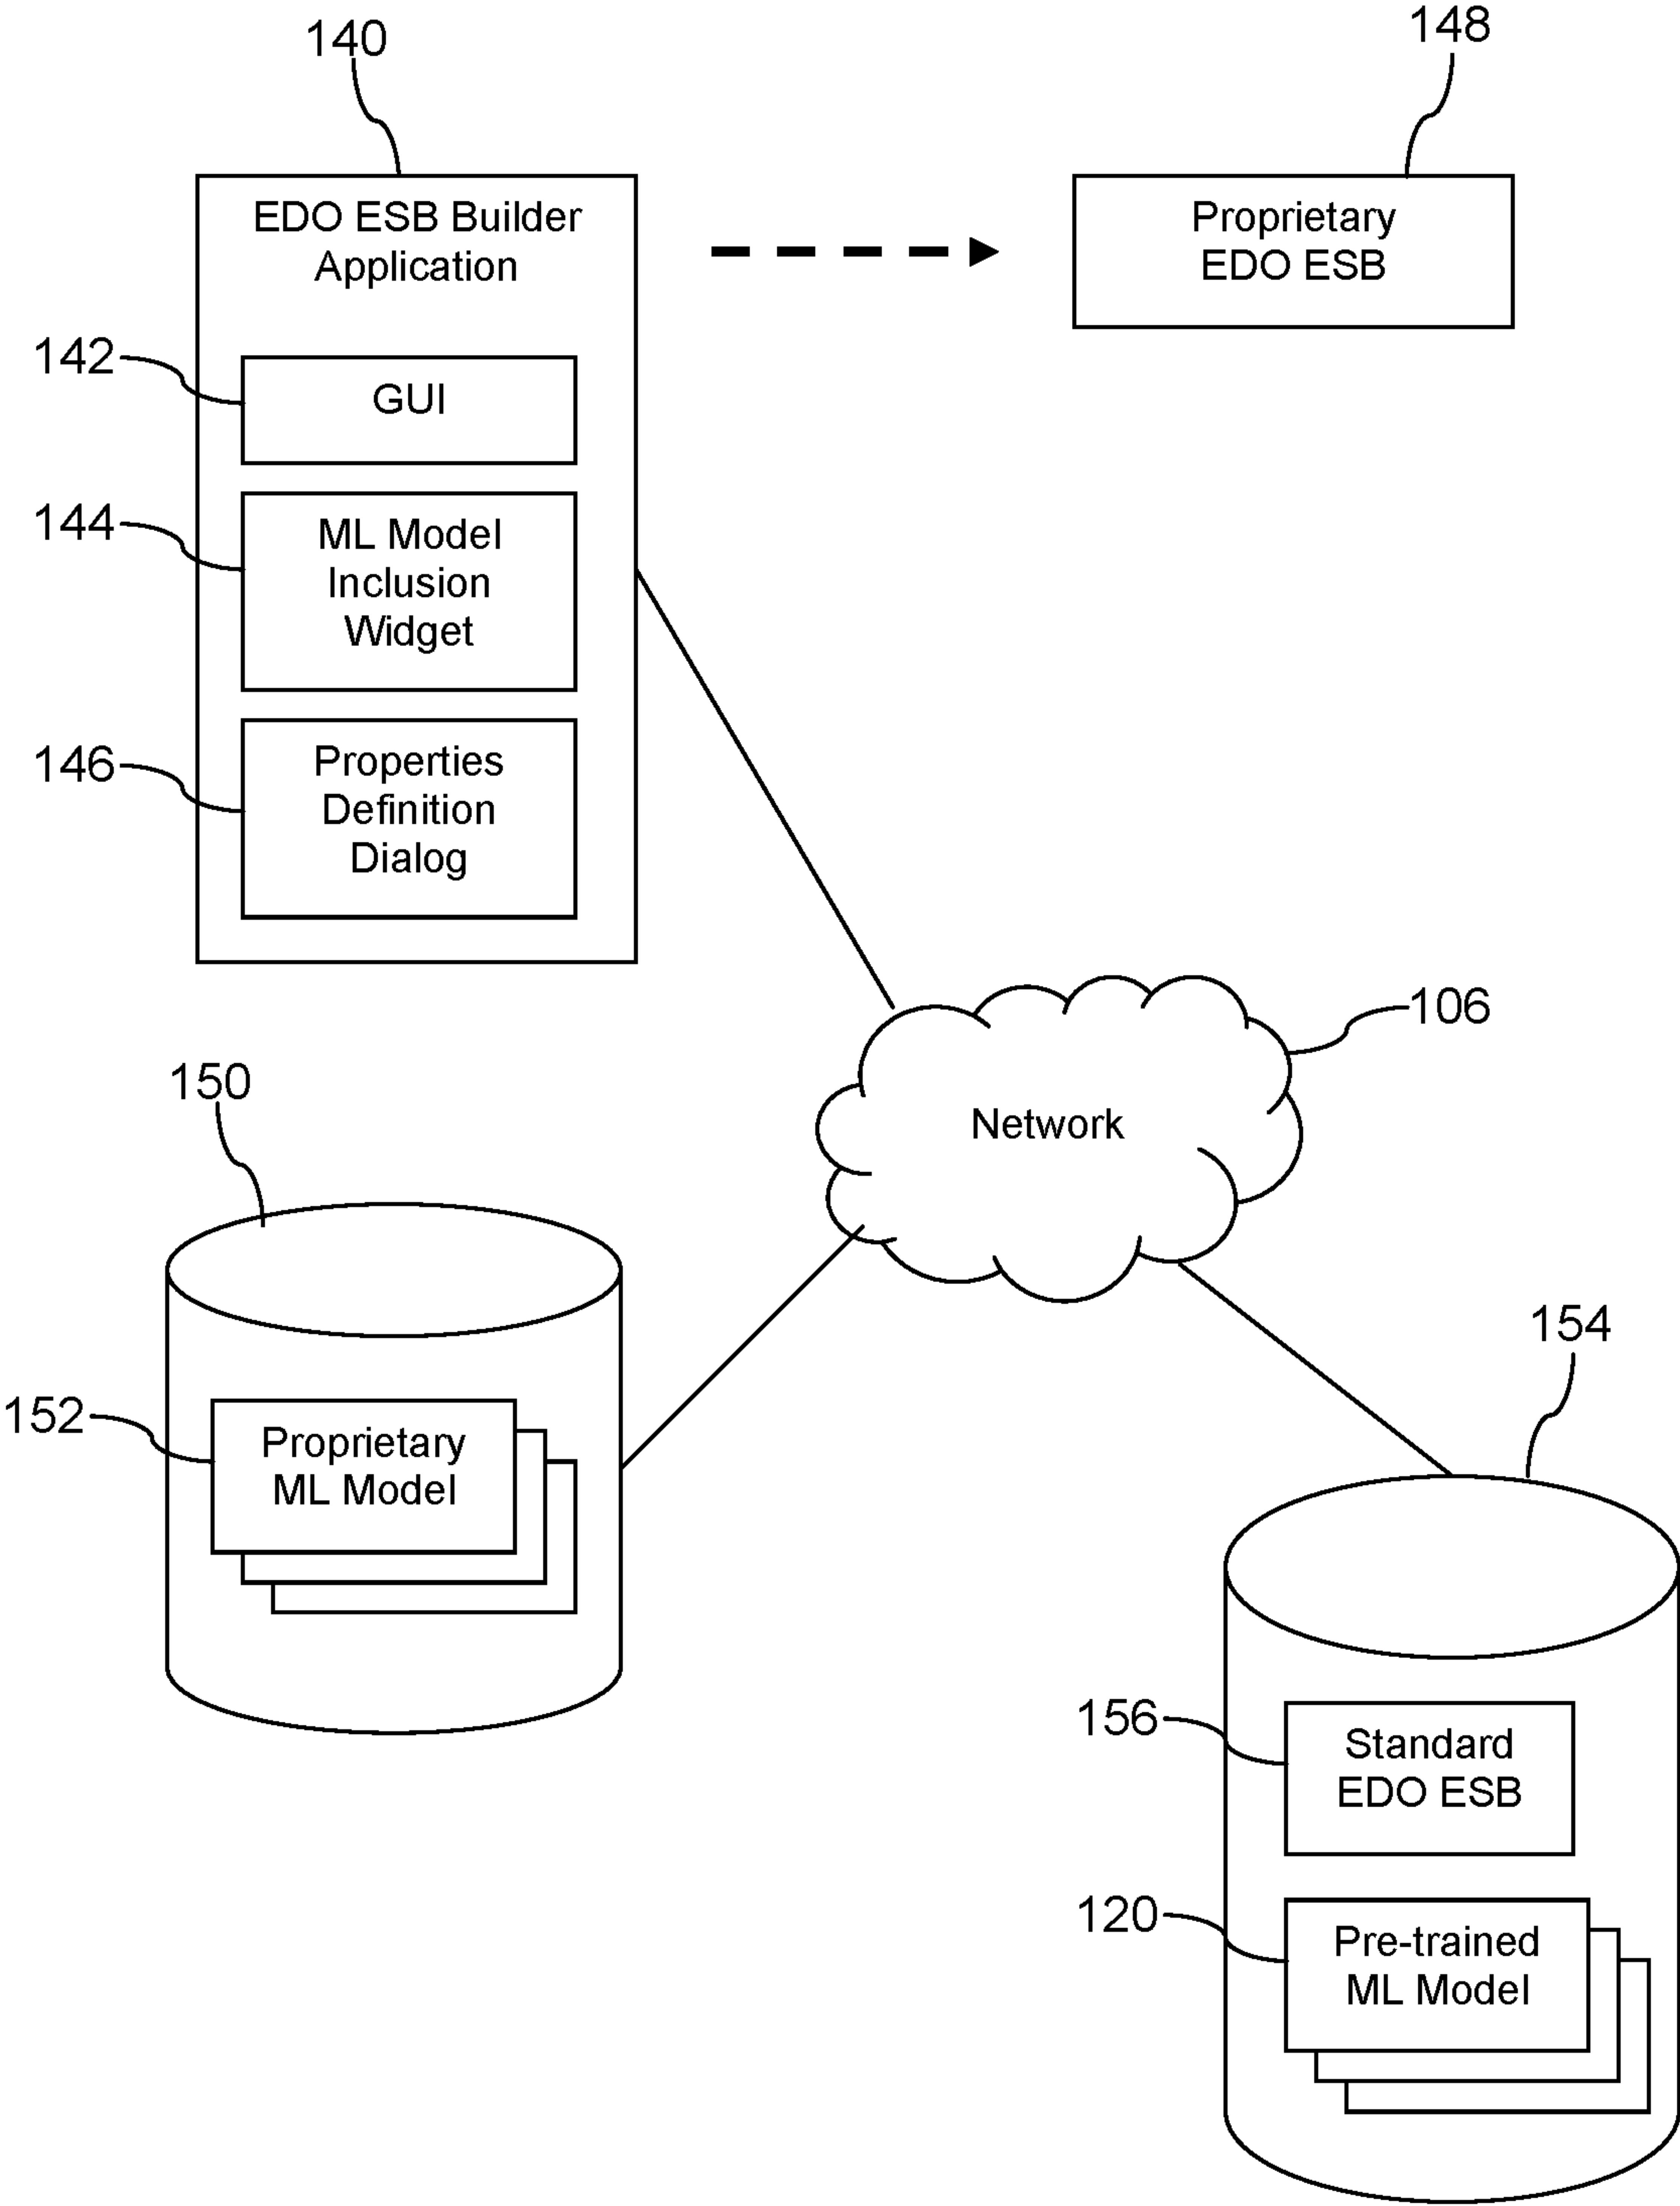 140
148
EDO ESB Builder
Application
Proprietary
EDO ESB
142
GUI
144
ML Model
Inclusion
Widget
146
Properties
Definition
Dialog
106
Network
150
152
Proprietary
ML Model
154
156
Standard
EDO ESB
120
Pre-trained
ML Model